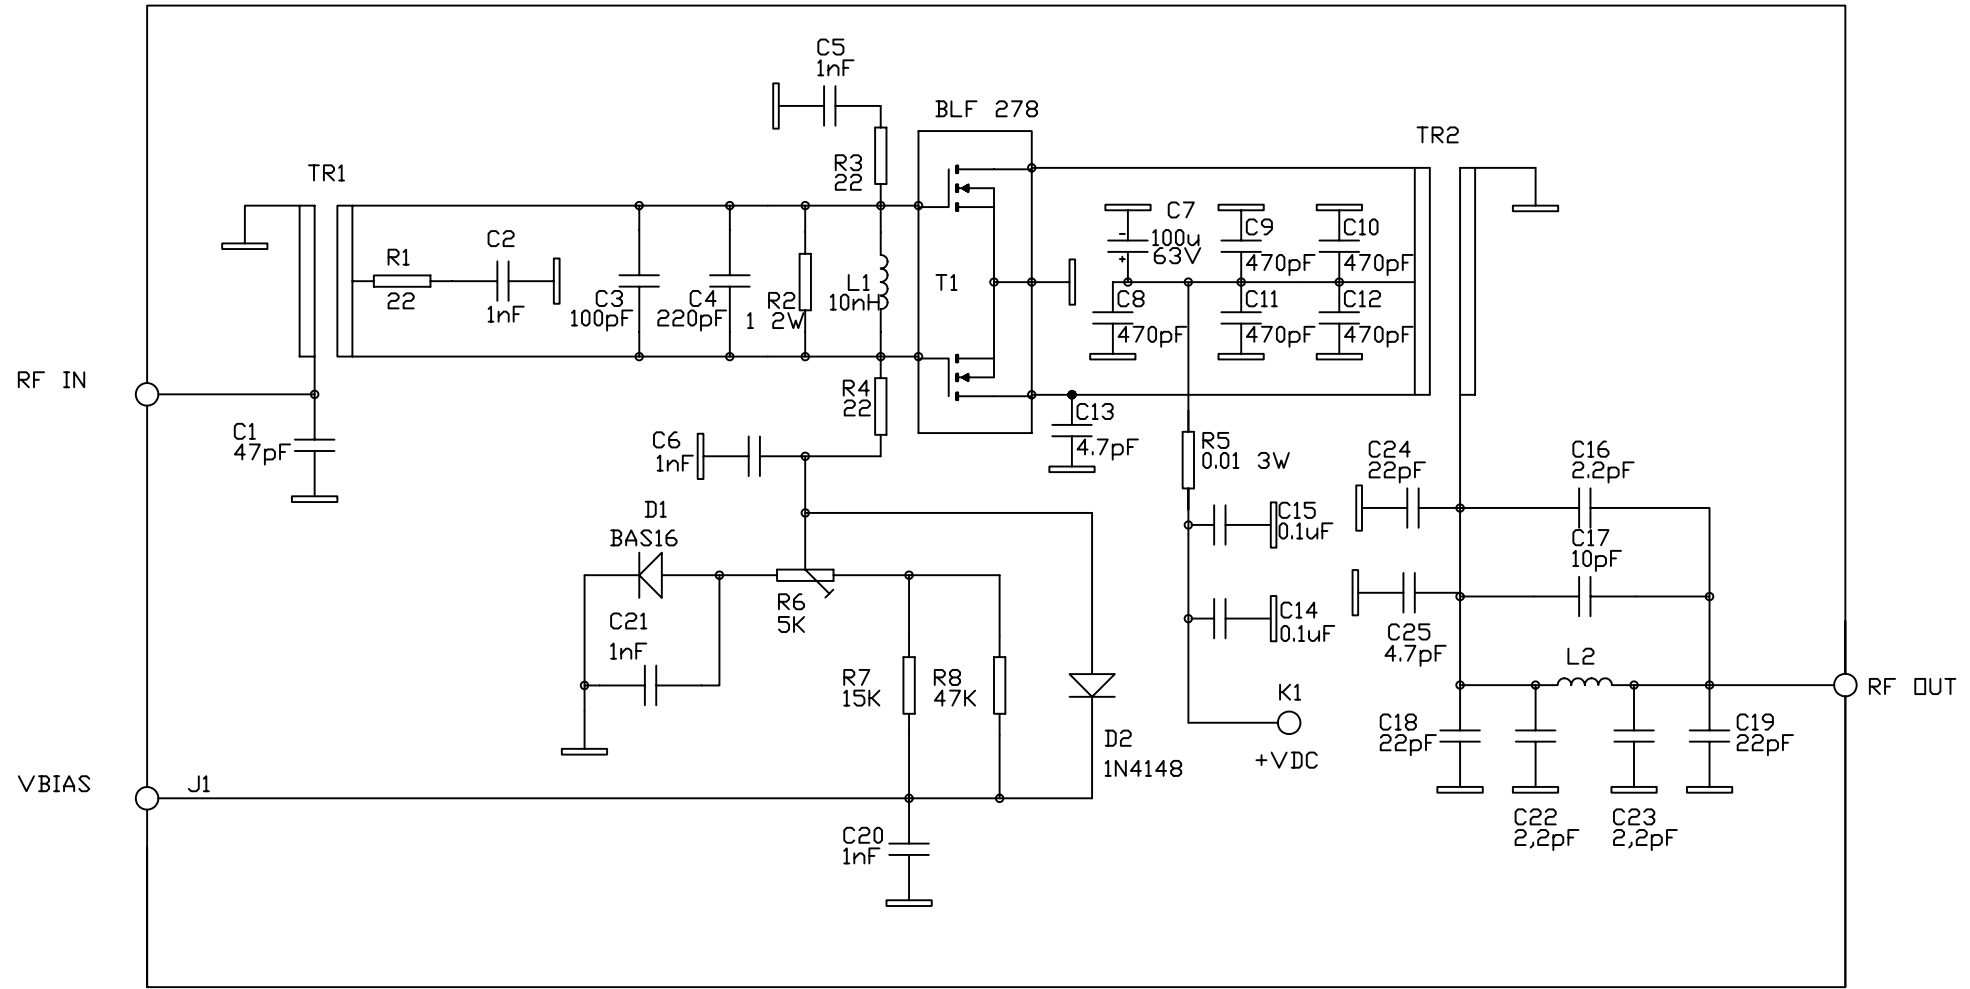 C5
1nF
BLF 278
TR2
R3
22
TR1
C7
100u
63V
-
+
C9
470pF
C10
470pF
C2
1nF
R1
22
C3
100pF
C4
220pF
R2
1 2W
L1
10nH
T1
C8
470pF
C11
470pF
C12
470pF
RF IN
R4
22
C13
4.7pF
C1
47pF
C6
1nF
R5
0.01 3W
C24
22pF
C16
2.2pF
D1
BAS16
C15
0.1uF
C17
10pF
R6
5K
C21
1nF
C14
0.1uF
C25
4.7pF
L2
R7
15K
R8
47K
K1
+VDC
RF OUT
C18
22pF
C19
22pF
D2
1N4148
VBIAS
J1
C20
1nF
C22
2,2pF
C23
2,2pF